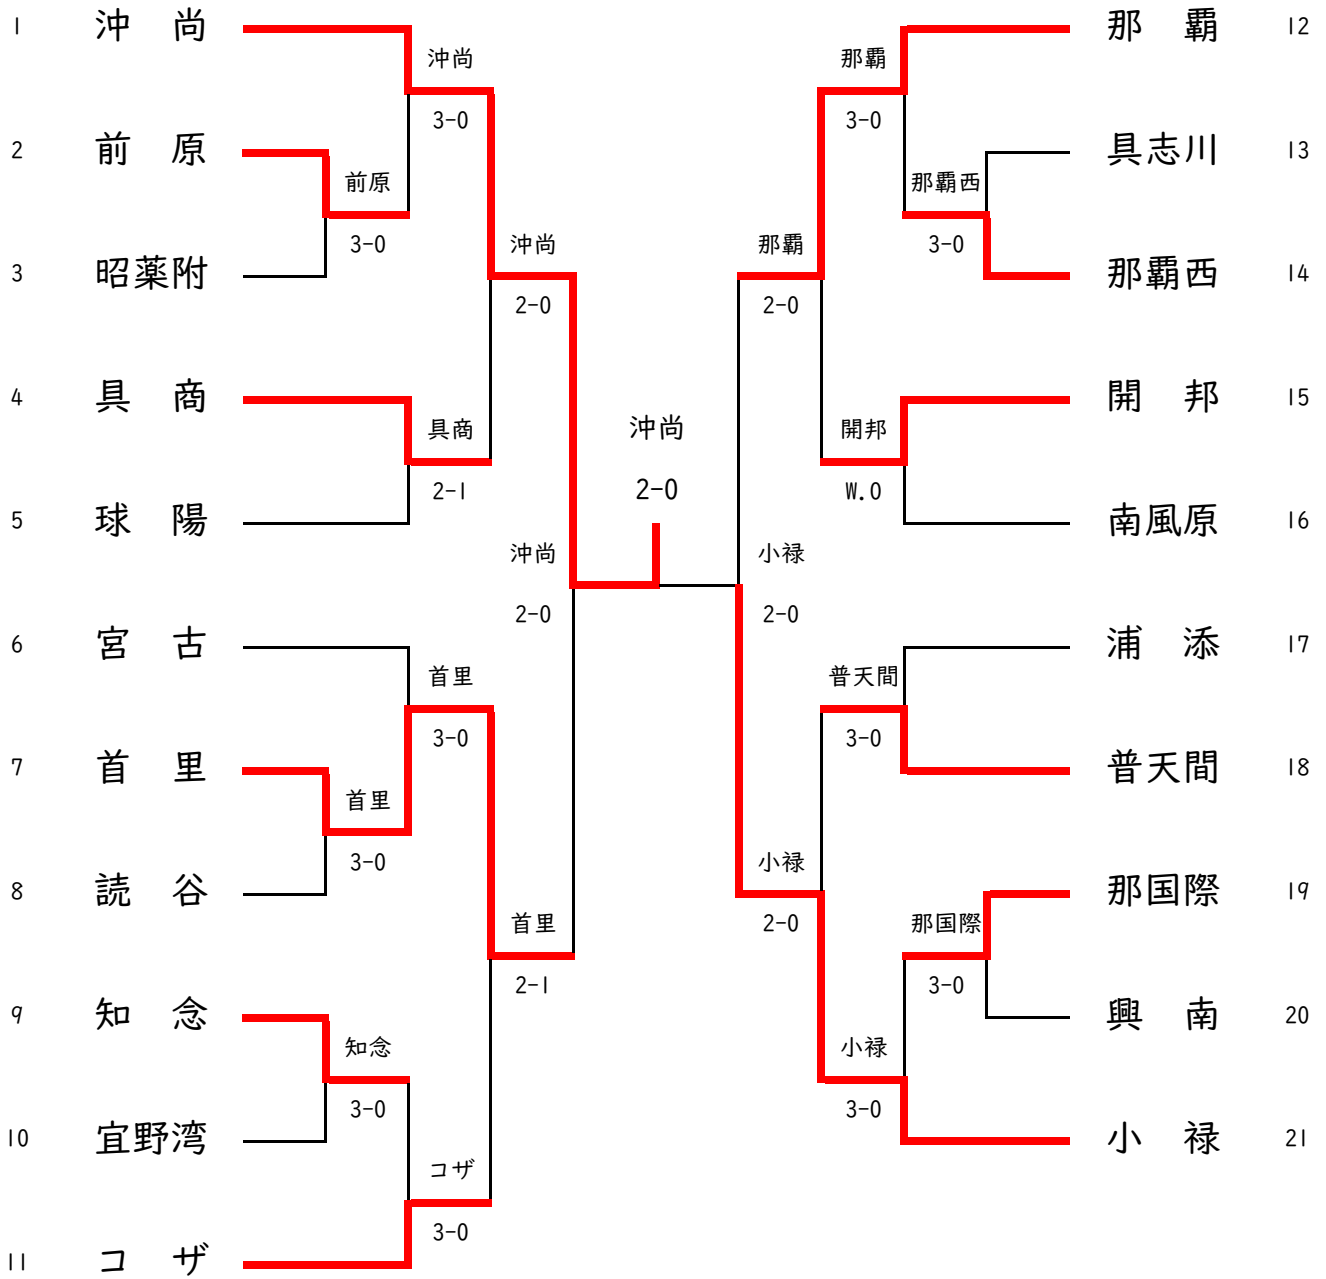 1 沖 尚
2 前 原
3 昭薬附
4 具 商
5 球 陽
6 宮 古
7 首 里
8 読 谷
9 知 念
10 宜野湾
11 コ ザ
前原
3-0
首里
3-0
知念
3-0
沖尚
3-0
具商
2-1
首里
3-0
コザ
3-0
沖尚
2-0
首里
2-1
沖尚
2-0
沖尚
2-0
小禄
2-0
那覇
2-0
小禄
2-0
那覇
3-0
開邦
W.O
普天間
3-0
小禄
3-0
那覇西
3-0
那国際
3-0
那 覇 12
具志川 13
那覇西 14
開 邦 15
南風原 16
浦 添 17
普天間 18
那国際 19
興 南 20
小 禄 21